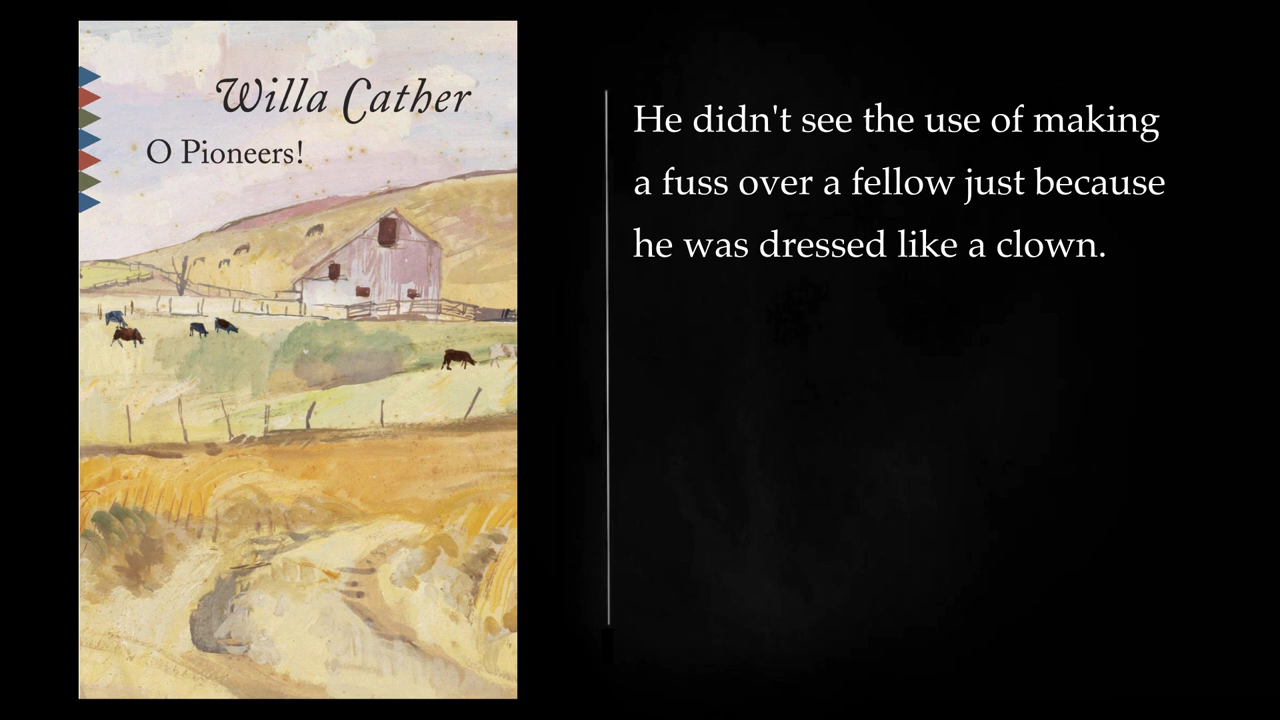 Willa Cather
O Pioneers!
He didn't see the use of making
a fuss over a fellow just because
he was dressed like a clown.